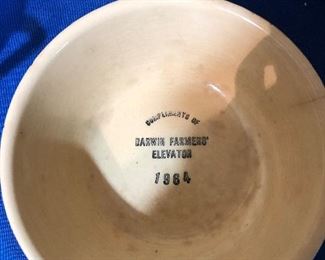 COMPLIMENTS OF
DARWIN FARMERS'
ELEVATOR
1964